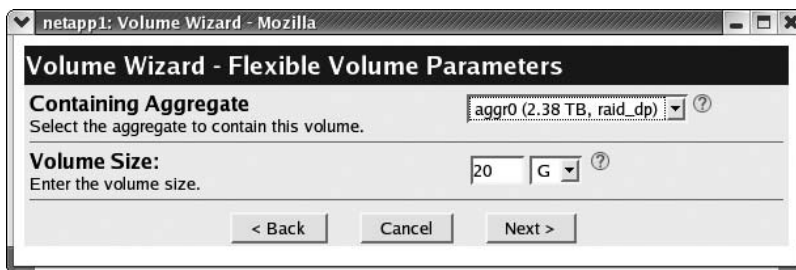 netapp1: Volume Wizard - Mozilla
Volume Wizard - Flexible Volume Parameters
Containing Aggregate
aggr0 (2.38 TB, raid_dp)
?
Select the aggregate to contain this volume.
Volume Size:
20
G
?
Enter the volume size.
< Back
Cancel
Next >